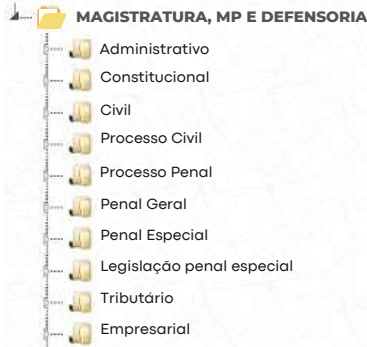 MAGISTRATURA, MP E DEFENSORIA
Administrativo
Constitucional
Civil
Processo Civil
Processo Penal
Penal Geral
Penal Especial
Legislação penal especial
Tributário
Empresarial